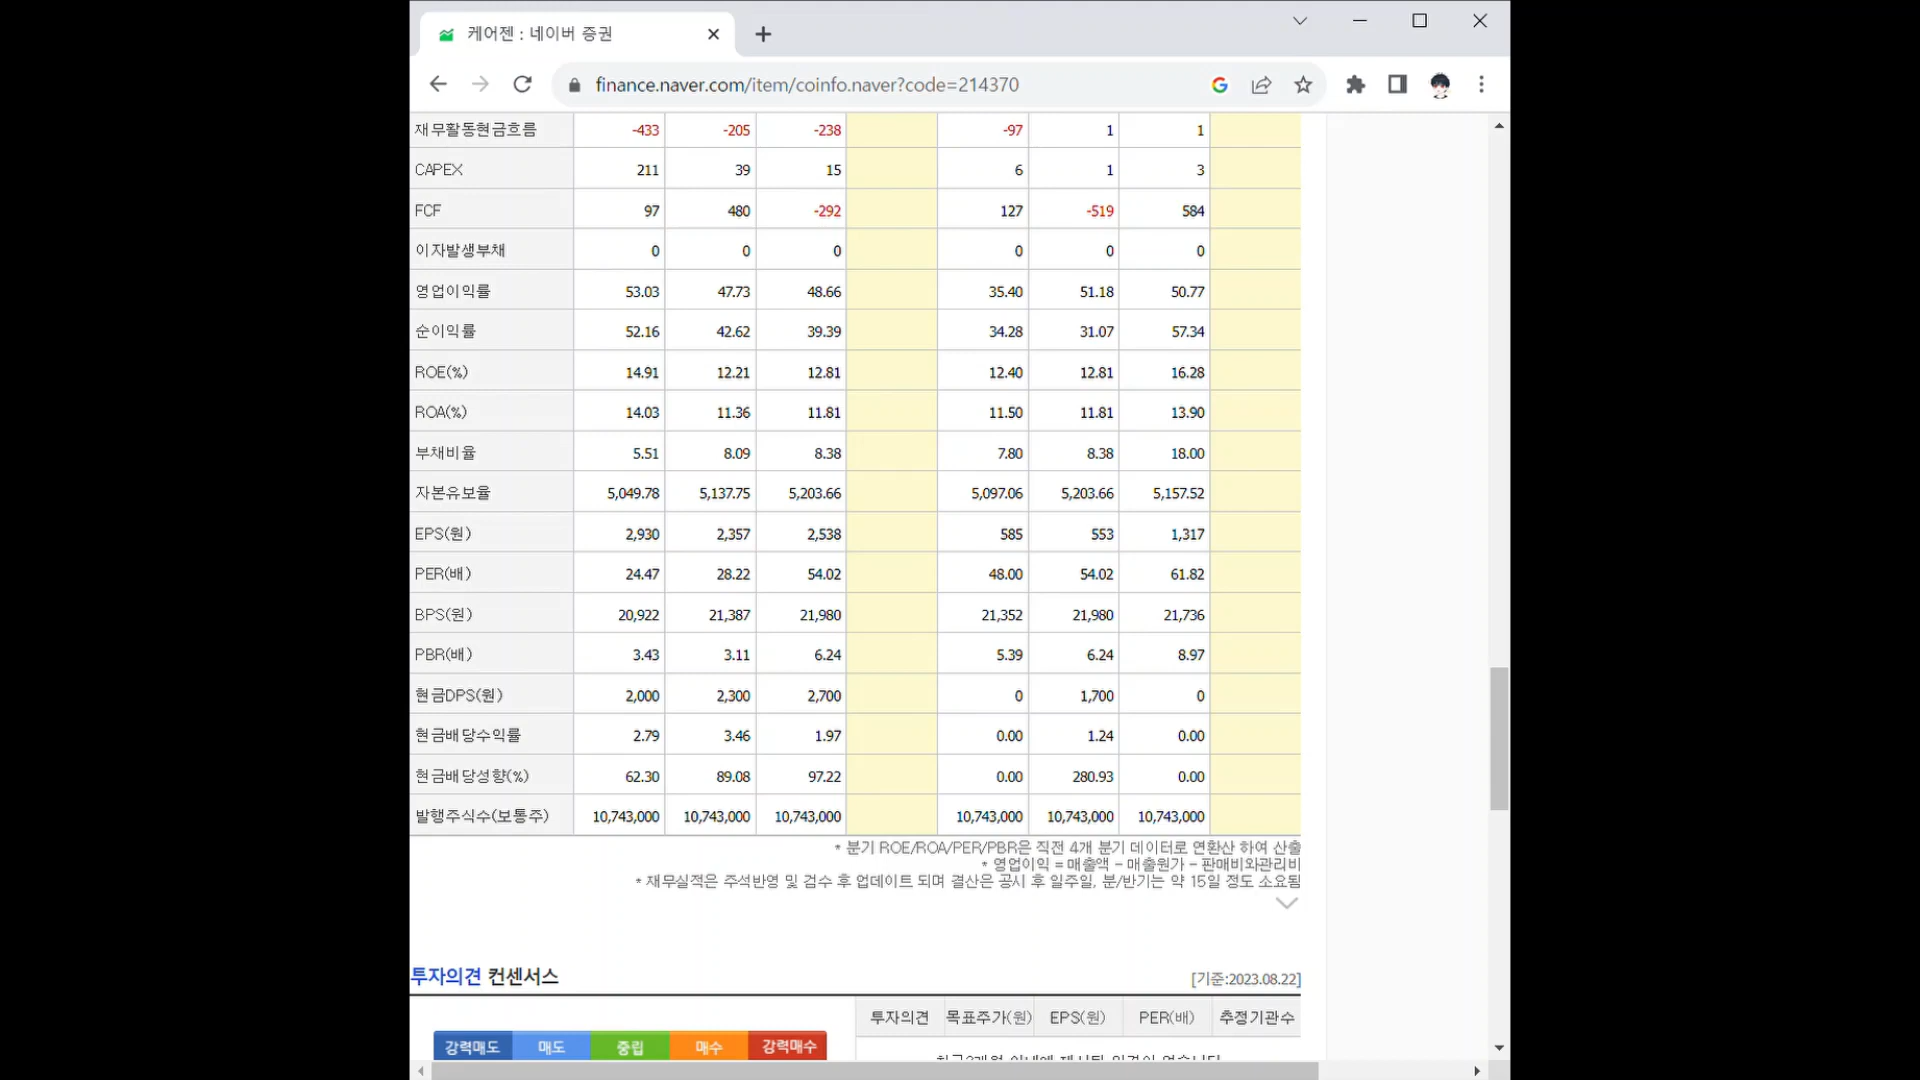 케어젠 : 네이버 증권
finance.naver.com/item/coinfo.naver?code=214370
재무활동현금흐름 -433 -205 -238 -97 1 1
CAPEX 211 39 15 6 1 3
FCF 97 480 -292 127 -519 584
이자발생부채 0 0 0 0 0 0
영업이익률 53.03 47.73 48.66 35.40 51.18 50.77
순이익률 52.16 42.62 39.39 34.28 31.07 57.34
ROE(%) 14.91 12.21 12.81 12.40 12.81 16.28
ROA(%) 14.03 11.36 11.81 11.50 11.81 13.90
부채비율 5.51 8.09 8.38 7.80 8.38 18.00
자본유보율 5,049.78 5,137.75 5,203.66 5,097.06 5,203.66 5,157.52
EPS(원) 2,930 2,357 2,538 585 553 1,317
PER(배) 24.47 28.22 54.02 48.00 54.02 61.82
BPS(원) 20,922 21,387 21,980 21,352 21,980 21,736
PBR(배) 3.43 3.11 6.24 5.39 6.24 8.97
현금DPS(원) 2,000 2,300 2,700 0 1,700 0
현금배당수익률 2.79 3.46 1.97 0.00 1.24 0.00
현금배당성향(%) 62.30 89.08 97.22 0.00 280.93 0.00
발행주식수(보통주) 10,743,000 10,743,000 10,743,000 10,743,000 10,743,000 10,743,000
* 분기 ROE/ROA/PER/PBR은 직전 4개 분기 데이터로 연환산 하여 산출
* 영업이익 = 매출액 - 매출원가 - 판매비와관리비
* 재무실적은 주석반영 및 검수 후 업데이트 되며 결산은 공시 후 일주일, 분/반기는 약 15일 정도 소요됨
투자의견 컨센서스 [기준:2023.08.22]
투자의견 목표주가(원) EPS(원) PER(배) 추정기관수
강력매도 매도 중립 매수 강력매수